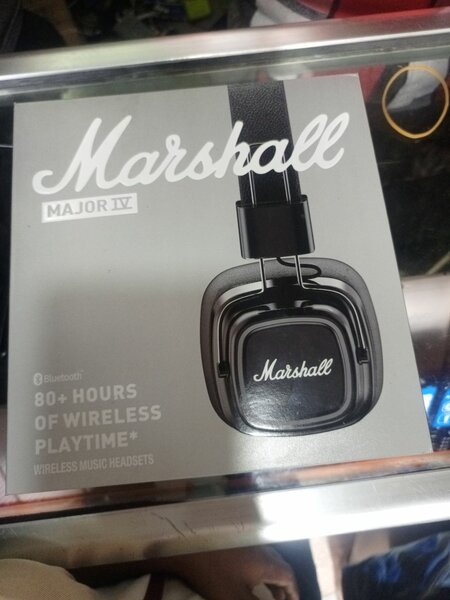 Marshall
MAJOR IV
Bluetooth
80+ HOURS
OF WIRELESS
PLAYTIME*
WIRELESS MUSIC HEADSETS
Marshall